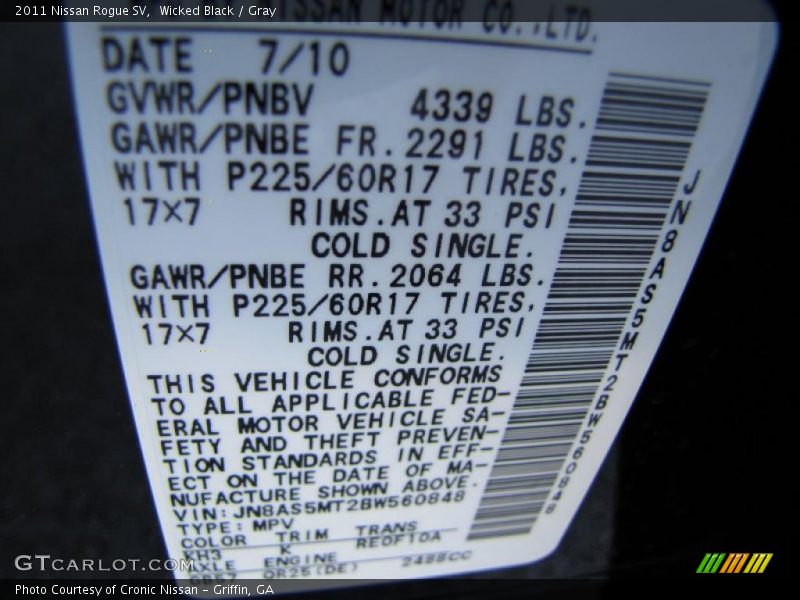 2011 Nissan Rogue SV, Wicked Black / Gray
NISSAN MOTOR CO.,LTD.
DATE 7/10
GVWR/PNBV 4339 LBS.
GAWR/PNBE FR. 2291 LBS.
WITH P225/60R17 TIRES,
17×7 RIMS. AT 33 PSI
COLD SINGLE.
GAWR/PNBE RR. 2064 LBS.
WITH P225/60R17 TIRES,
17×7 RIMS. AT 33 PSI
COLD SINGLE.
THIS VEHICLE CONFORMS
TO ALL APPLICABLE FED-
ERAL MOTOR VEHICLE SA-
FETY AND THEFT PREVEN-
TION STANDARDS IN EFF-
ECT ON THE DATE OF MA-
NUFACTURE SHOWN ABOVE.
VIN: JN8AS5MT2BW560848
TYPE: MPV
COLOR TRIM TRANS
KH3 K RE0F10A
AXLE ENGINE
QR25(DE) 2488CC
JN8AS5MT2BW560848
GTCARLOT.COM
Photo Courtesy of Cronic Nissan - Griffin, GA